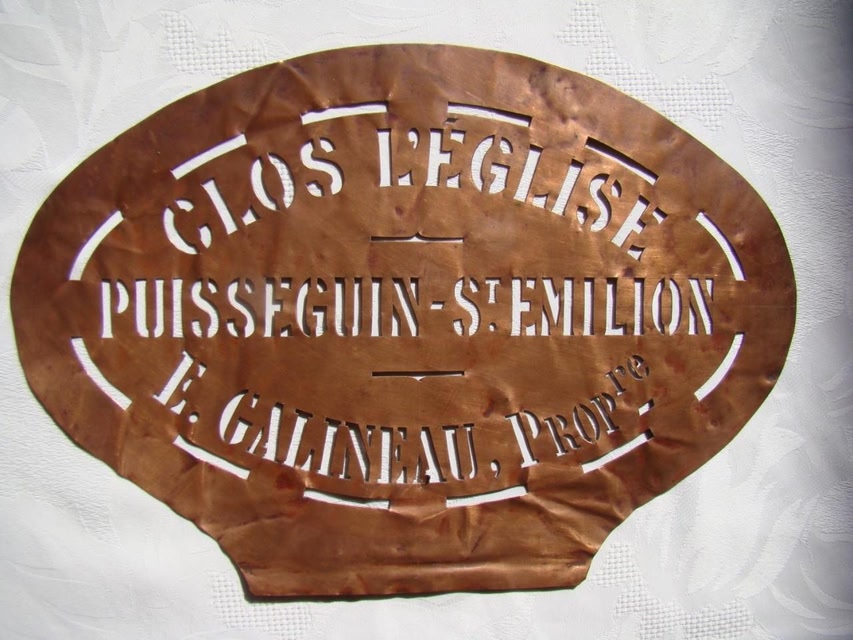 CLOS L'ÉGLISE
PUISSEGUIN-ST EMILION
E. GALINEAU, PROPre